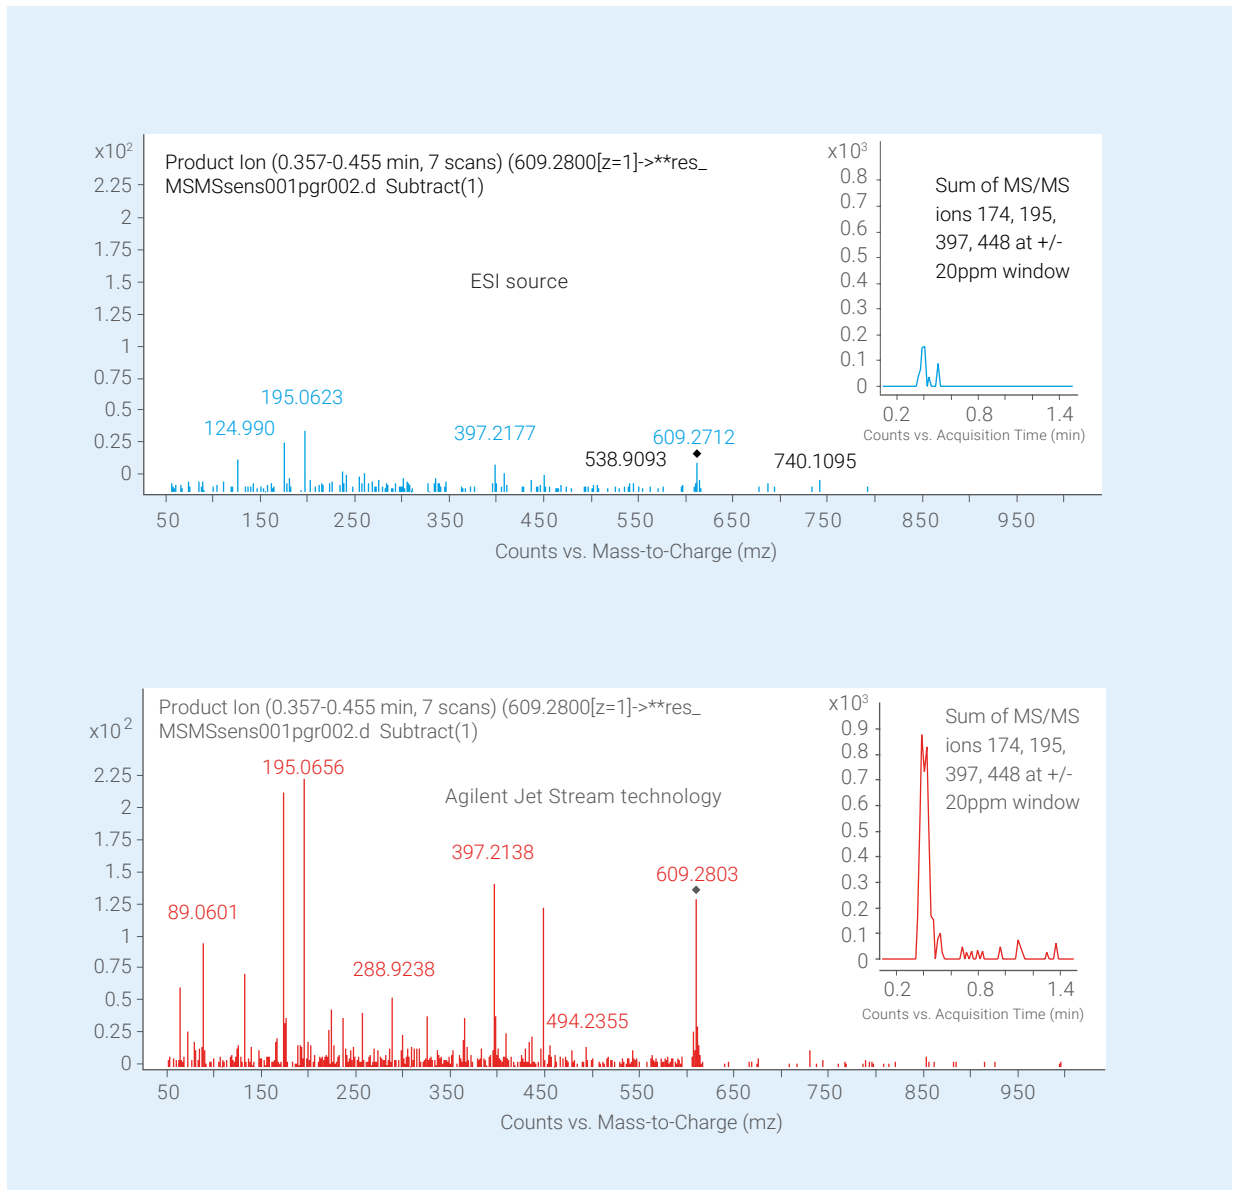 x10²
Product Ion (0.357-0.455 min, 7 scans) (609.2800[z=1]->**res_
MSMSsens001pgr002.d Subtract(1)
2.25
2
1.75
1.5
1.25
1
0.75
0.5
0.25
0
ESI source
124.990
195.0623
397.2177
538.9093
609.2712
740.1095
50 150 250 350 450 550 650 750 850 950
Counts vs. Mass-to-Charge (mz)
x10³
0.8
0.7
0.6
0.5
0.4
0.3
0.2
0.1
0
Sum of MS/MS
ions 174, 195,
397, 448 at +/-
20ppm window
0.2 0.8 1.4
Counts vs. Acquisition Time (min)
x10²
Product Ion (0.357-0.455 min, 7 scans) (609.2800[z=1]->**res_
MSMSsens001pgr002.d Subtract(1)
2.25
2
1.75
1.5
1.25
1
0.75
0.5
0.25
0
Agilent Jet Stream technology
89.0601
195.0656
288.9238
397.2138
494.2355
609.2803
50 150 250 350 450 550 650 750 850 950
Counts vs. Mass-to-Charge (mz)
x10³
0.9
0.8
0.7
0.6
0.5
0.4
0.3
0.2
0.1
0
Sum of MS/MS
ions 174, 195,
397, 448 at +/-
20ppm window
0.2 0.8 1.4
Counts vs. Acquisition Time (min)